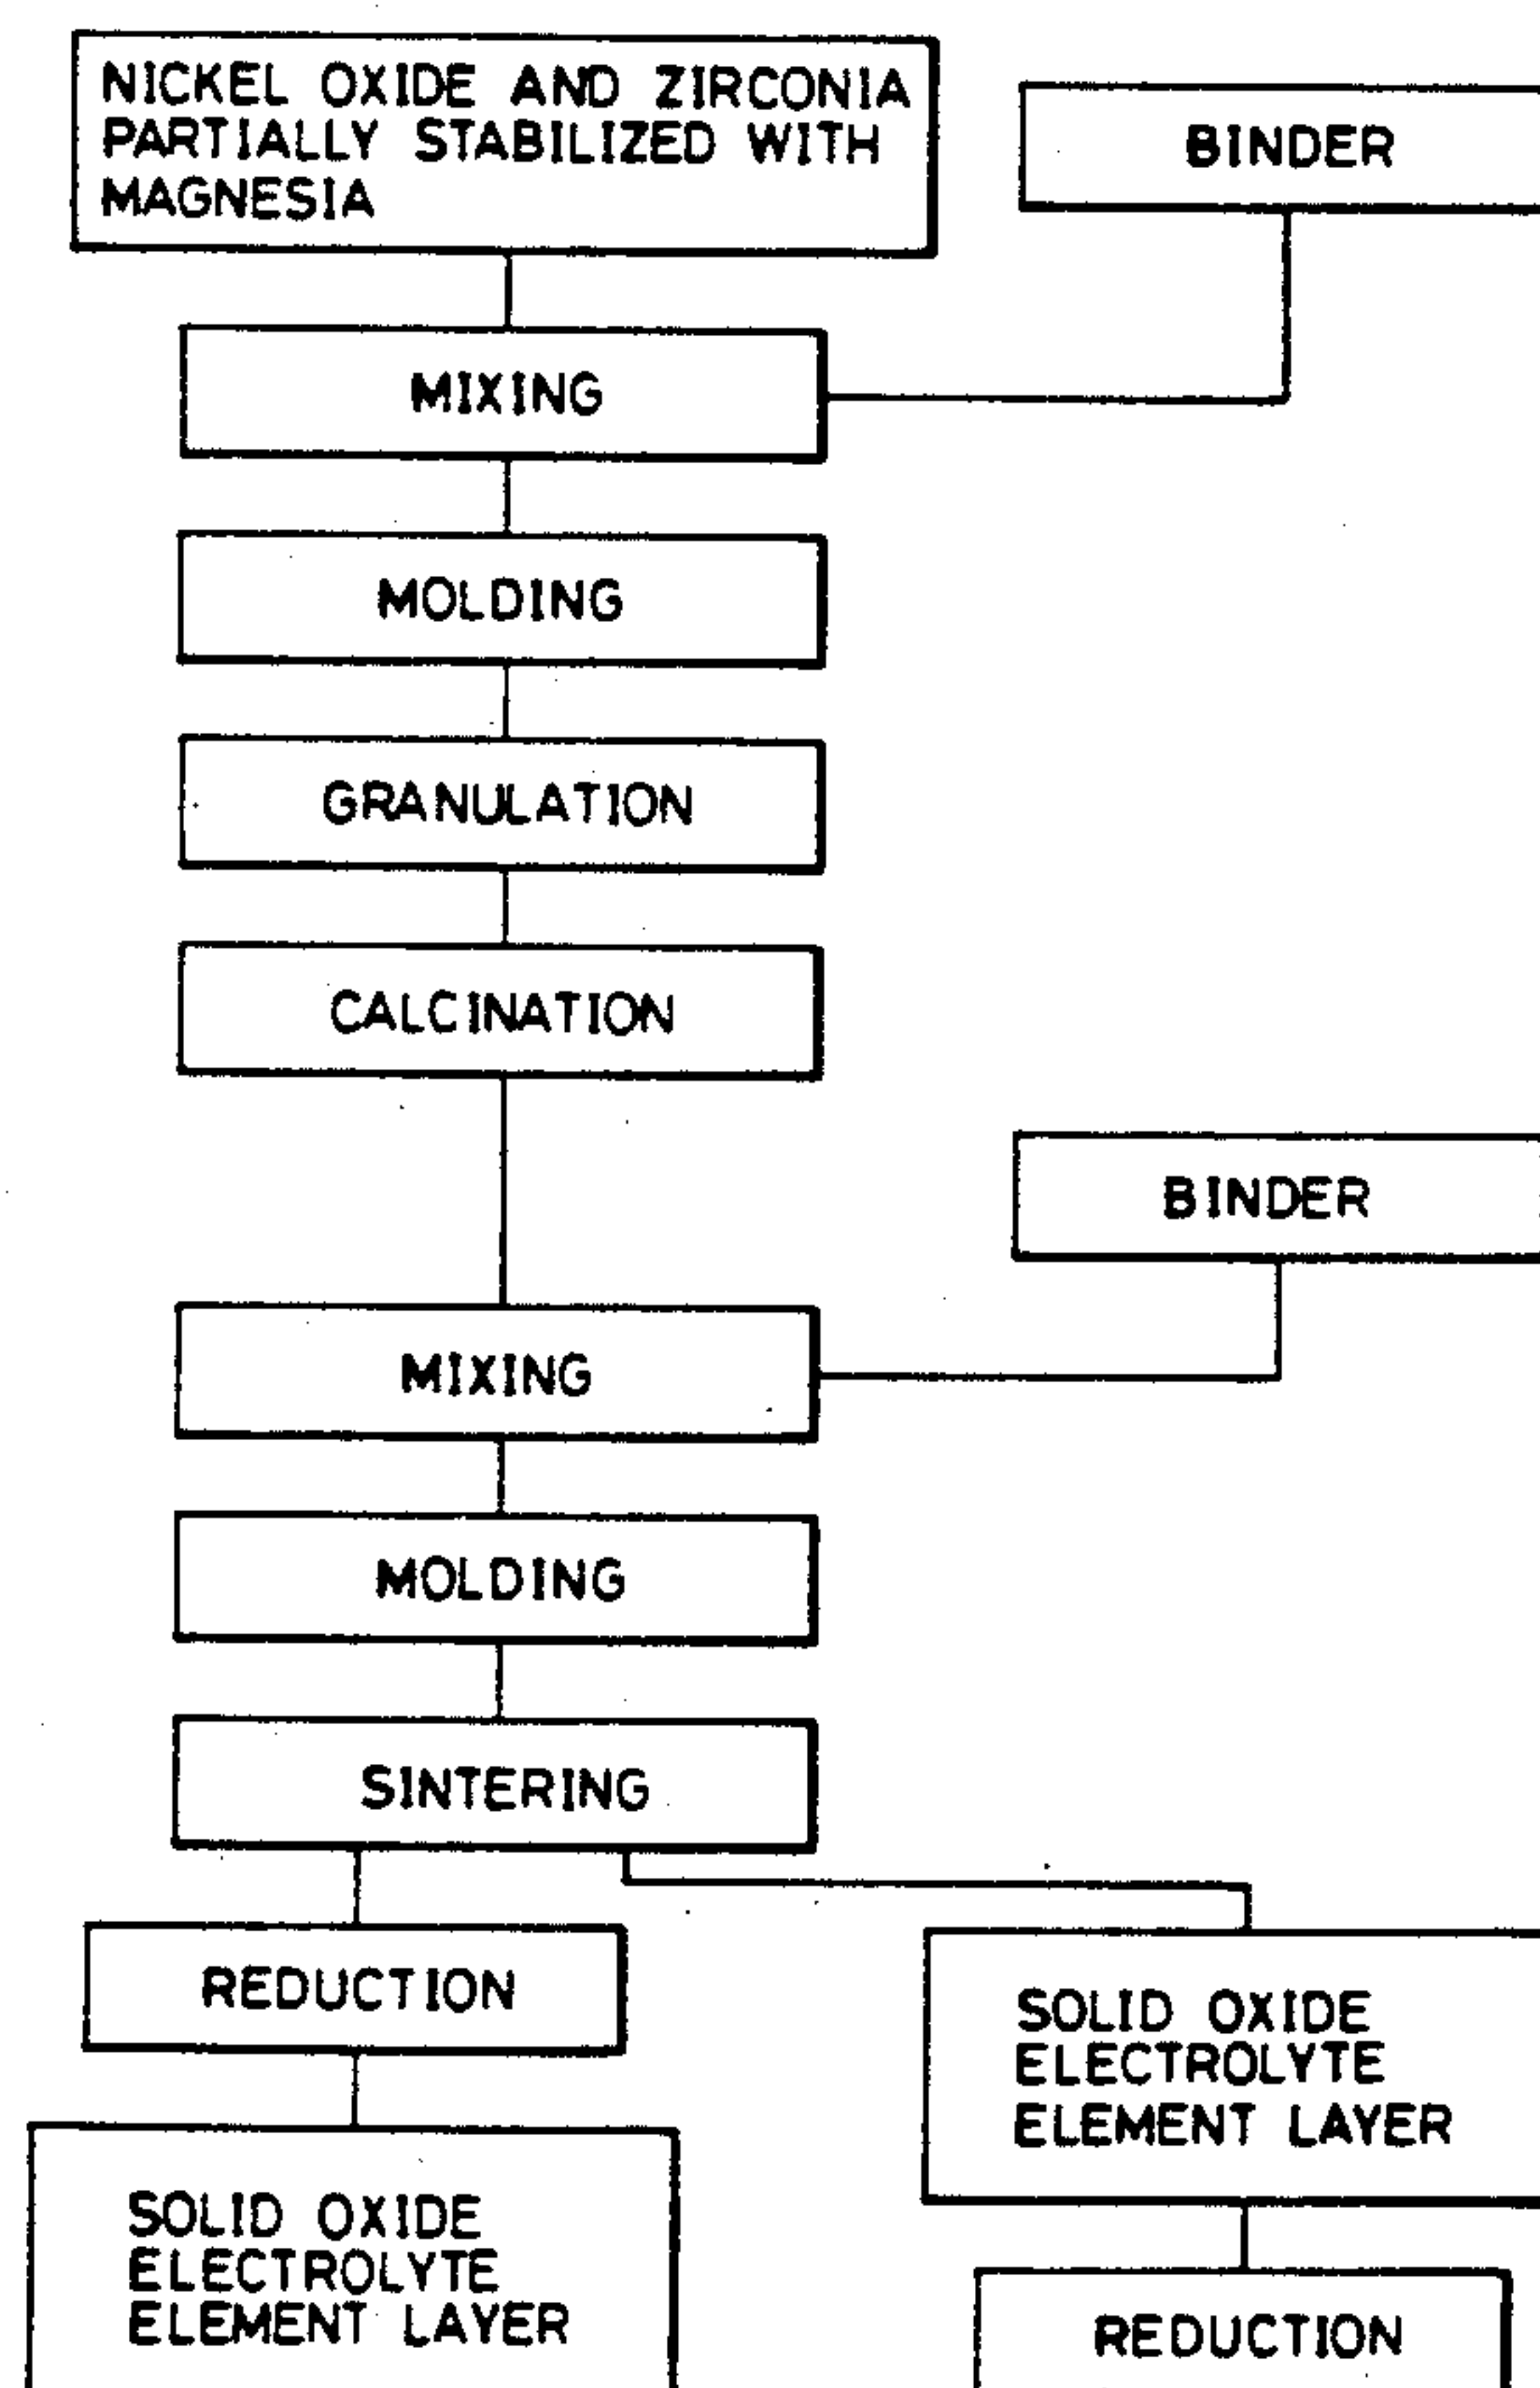 NICKEL OXIDE AND ZIRCONIA
PARTIALLY STABILIZED WITH
MAGNESIA
BINDER
MIXING
MOLDING
GRANULATION
CALCINATION
BINDER
MIXING
MOLDING
SINTERING
REDUCTION
SOLID OXIDE
ELECTROLYTE
ELEMENT LAYER
SOLID OXIDE
ELECTROLYTE
ELEMENT LAYER
REDUCTION